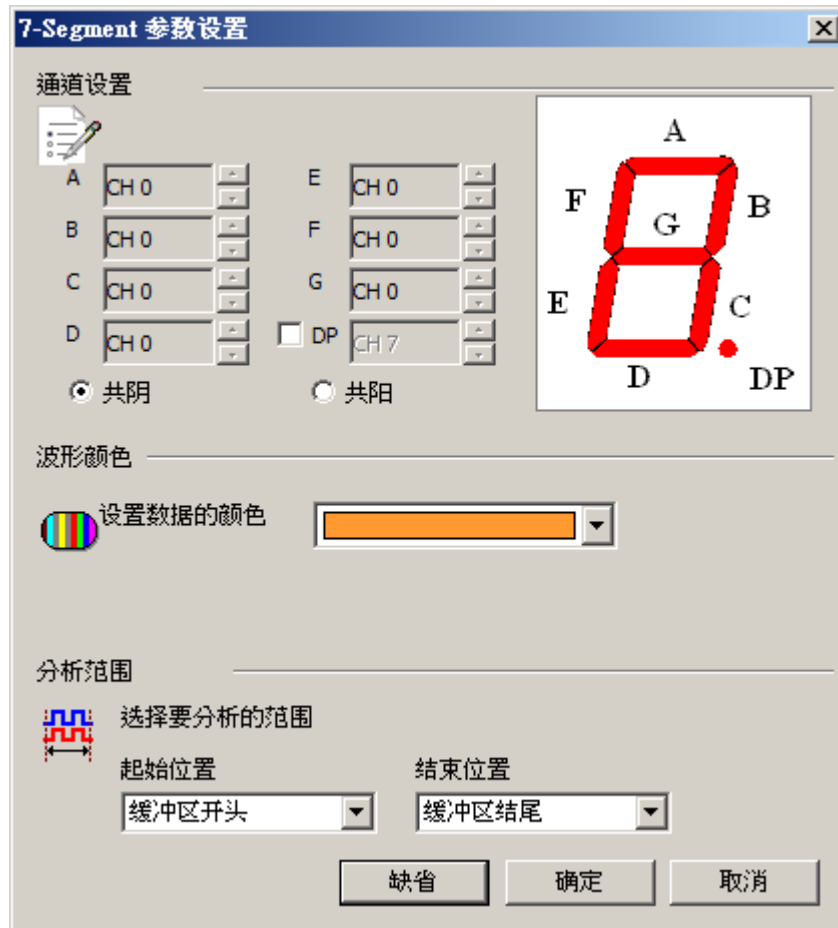 7-Segment 参数设置
通道设置
A CH 0 E CH 0
B CH 0 F CH 0
C CH 0 G CH 0
D CH 0 DP CH 7
共阴 共阳
A
F B
G
E C
D DP
波形颜色
设置数据的颜色
分析范围
选择要分析的范围
起始位置 结束位置
缓冲区开头 缓冲区结尾
缺省 确定 取消